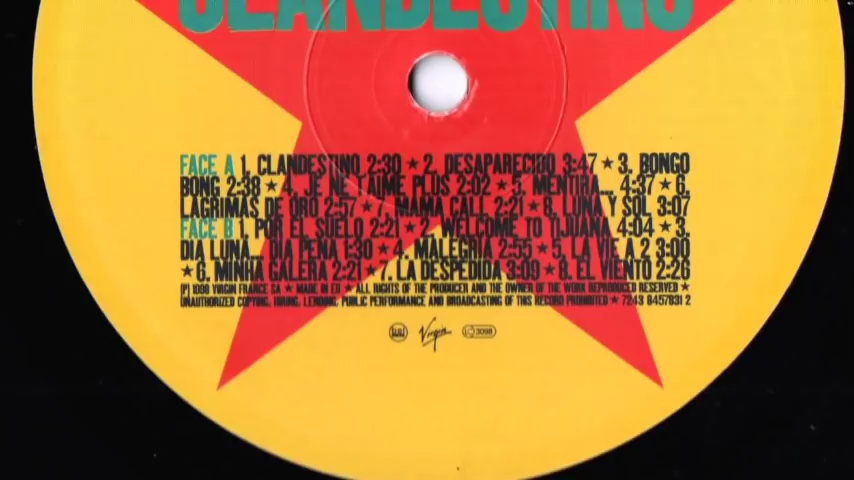 CLANDESTINO
FACE A 1. CLANDESTINO 2:30 ★ 2. DESAPARECIDO 3:47 ★ 3. BONGO
BONG 2:38 ★ 4. JE NE T'AIME PLUS 2:02 ★ 5. MENTIRA... 4:37 ★ 6.
LAGRIMAS DE ORO 2:57 ★ 7. MAMA CALL 2:21 ★ 8. LUNA Y SOL 3:07
FACE B 1. POR EL SUELO 2:21 ★ 2. WELCOME TO TIJUANA 4:04 ★ 3.
DIA LUNA... DIA PENA 1:30 ★ 4. MALEGRIA 2:55 ★ 5. LA VIE A 2 3:00
★ 6. MINHA GALERA 2:21 ★ 7. LA DESPEDIDA 3:09 ★ 8. EL VIENTO 2:26
(P) 1998 VIRGIN FRANCE SA ★ MADE IN EU ★ ALL RIGHTS OF THE PRODUCER AND THE OWNER OF THE WORK REPRODUCED RESERVED ★
UNAUTHORIZED COPYING, HIRING, LENDING, PUBLIC PERFORMANCE AND BROADCASTING OF THIS RECORD PROHIBITED ★ 7243 8457831 2
Virgin LC 3098